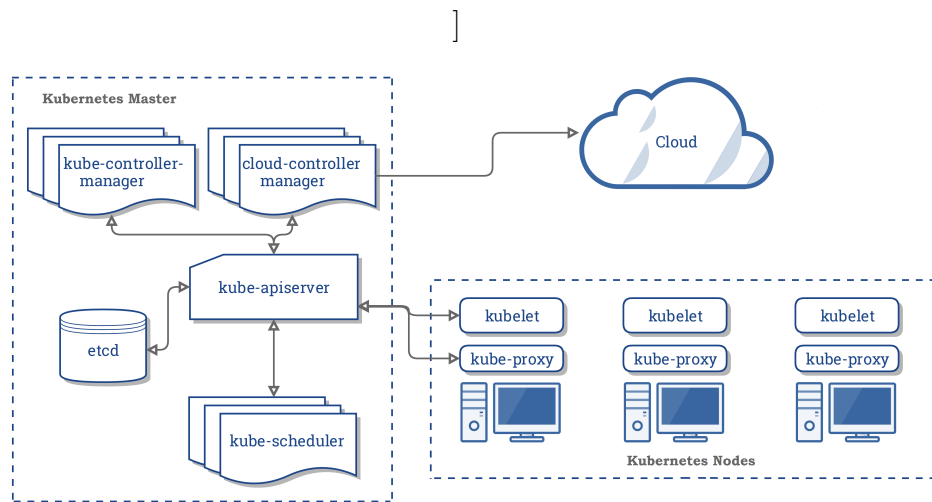 ]
Kubernetes Master
kube-controller-
manager
cloud-controller
manager
Cloud
kube-apiserver
etcd
kube-scheduler
kubelet
kubelet
kubelet
kube-proxy
kube-proxy
kube-proxy
Kubernetes Nodes